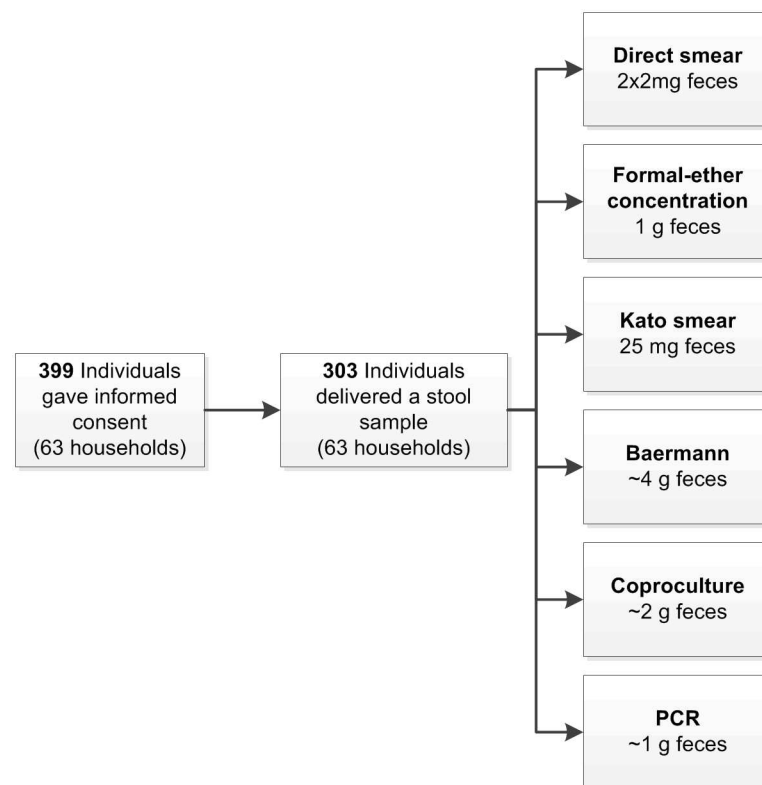 399 Individuals
gave informed
consent
(63 households)
303 Individuals
delivered a stool
sample
(63 households)
Direct smear
2x2mg feces
Formal-ether
concentration
1 g feces
Kato smear
25 mg feces
Baermann
~4 g feces
Coproculture
~2 g feces
PCR
~1 g feces